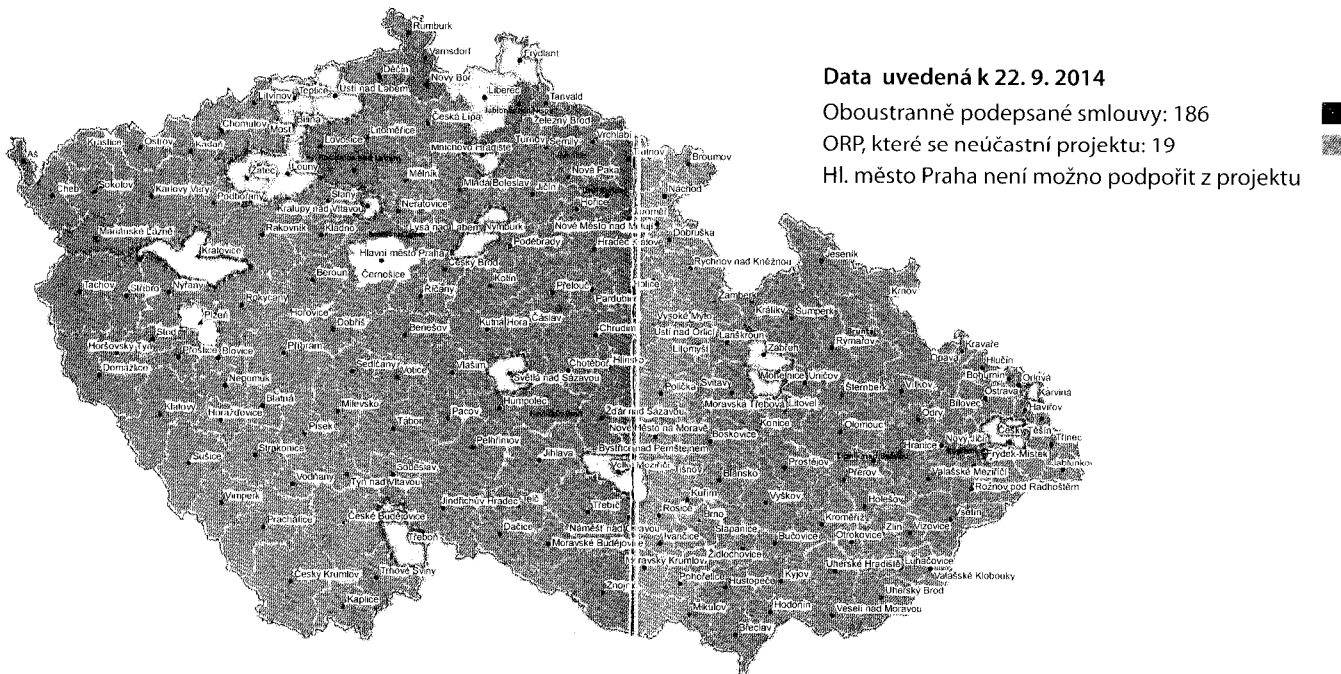 Data uvedená k 22. 9. 2014
Oboustranně podepsané smlouvy: 186
ORP, které se neúčastní projektu: 19
Hl. město Praha není možno podpořit z projektu
Rumburk
Varnsdorf
Frýdlant
Děčín
Nový Bor
Liberec
Teplice
Litvínov
Ústí nad Labem
Tanvald
Bílina
Most
Česká Lípa
Železný Brod
Chomutov
Litoměřice
Vrchlabí
Lovosice
Turnov
Semily
Mnichovo Hradiště
Trutnov
Broumov
Kraslice
Ostrov
Kadaň
Aš
Žatec
Louny
Nová Paka
Mělník
Mladá Boleslav
Jičín
Náchod
Cheb
Sokolov
Karlovy Vary
Podbořany
Slaný
Hořice
Kralupy nad Vltavou
Neratovice
Mariánské Lázně
Rakovník
Kladno
Lysá nad Labem
Nymburk
Nové Město nad Metují
Dobruška
Kralovice
Hlavní město Praha
Poděbrady
Hradec Králové
Český Brod
Rychnov nad Kněžnou
Jeseník
Černošice
Beroun
Kolín
Tachov
Stříbro
Nýřany
Říčany
Přelouč
Holice
Krnov
Rokycany
Pardubice
Žamberk
Hořovice
Plzeň
Dobříš
Čáslav
Vysoké Mýto
Králíky
Šumperk
Stod
Benešov
Kutná Hora
Chrudim
Ústí nad Orlicí
Lanškroun
Bruntál
Horšovský Týn
Přeštice
Blovice
Příbram
Litomyšl
Zábřeh
Rýmařov
Kravaře
Opava
Hlučín
Domažlice
Sedlčany
Votice
Vlašim
Chotěboř
Hlinsko
Mohelnice
Uničov
Bohumín
Orlová
Nepomuk
Světlá nad Sázavou
Polička
Svitavy
Šternberk
Vítkov
Ostrava
Karviná
Blatná
Humpolec
Moravská Třebová
Litovel
Bílovec
Havířov
Klatovy
Horažďovice
Milevsko
Pacov
Žďár nad Sázavou
Odry
Písek
Tábor
Nové Město na Moravě
Konice
Olomouc
Český Těšín
Strakonice
Pelhřimov
Boskovice
Hranice
Nový Jičín
Třinec
Bystřice nad Pernštejnem
Frýdek-Místek
Sušice
Soběslav
Jihlava
Velké Meziříčí
Tišnov
Blansko
Prostějov
Přerov
Valašské Meziříčí
Jablunkov
Vodňany
Týn nad Vltavou
Rožnov pod Radhoštěm
Vimperk
Jindřichův Hradec
Telč
Kuřim
Vyškov
Holešov
Prachatice
České Budějovice
Třebíč
Rosice
Brno
Kroměříž
Vsetín
Dačice
Náměšť nad Oslavou
Šlapanice
Zlín
Vizovice
Třeboň
Moravské Budějovice
Ivančice
Bučovice
Otrokovice
Židlochovice
Český Krumlov
Trhové Sviny
Moravský Krumlov
Uherské Hradiště
Luhačovice
Pohořelice
Hustopeče
Kyjov
Valašské Klobouky
Kaplice
Znojmo
Uherský Brod
Mikulov
Hodonín
Veselí nad Moravou
Břeclav